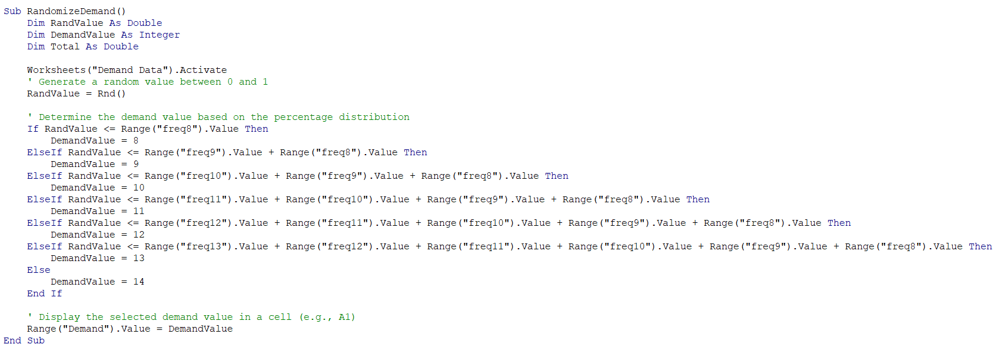 Sub RandomizeDemand()
    Dim RandValue As Double
    Dim DemandValue As Integer
    Dim Total As Double

    Worksheets("Demand Data").Activate
    ' Generate a random value between 0 and 1
    RandValue = Rnd()

    ' Determine the demand value based on the percentage distribution
    If RandValue <= Range("freq8").Value Then
        DemandValue = 8
    ElseIf RandValue <= Range("freq9").Value + Range("freq8").Value Then
        DemandValue = 9
    ElseIf RandValue <= Range("freq10").Value + Range("freq9").Value + Range("freq8").Value Then
        DemandValue = 10
    ElseIf RandValue <= Range("freq11").Value + Range("freq10").Value + Range("freq9").Value + Range("freq8").Value Then
        DemandValue = 11
    ElseIf RandValue <= Range("freq12").Value + Range("freq11").Value + Range("freq10").Value + Range("freq9").Value + Range("freq8").Value Then
        DemandValue = 12
    ElseIf RandValue <= Range("freq13").Value + Range("freq12").Value + Range("freq11").Value + Range("freq10").Value + Range("freq9").Value + Range("freq8").Value Then
        DemandValue = 13
    Else
        DemandValue = 14
    End If

    ' Display the selected demand value in a cell (e.g., A1)
    Range("Demand").Value = DemandValue
End Sub